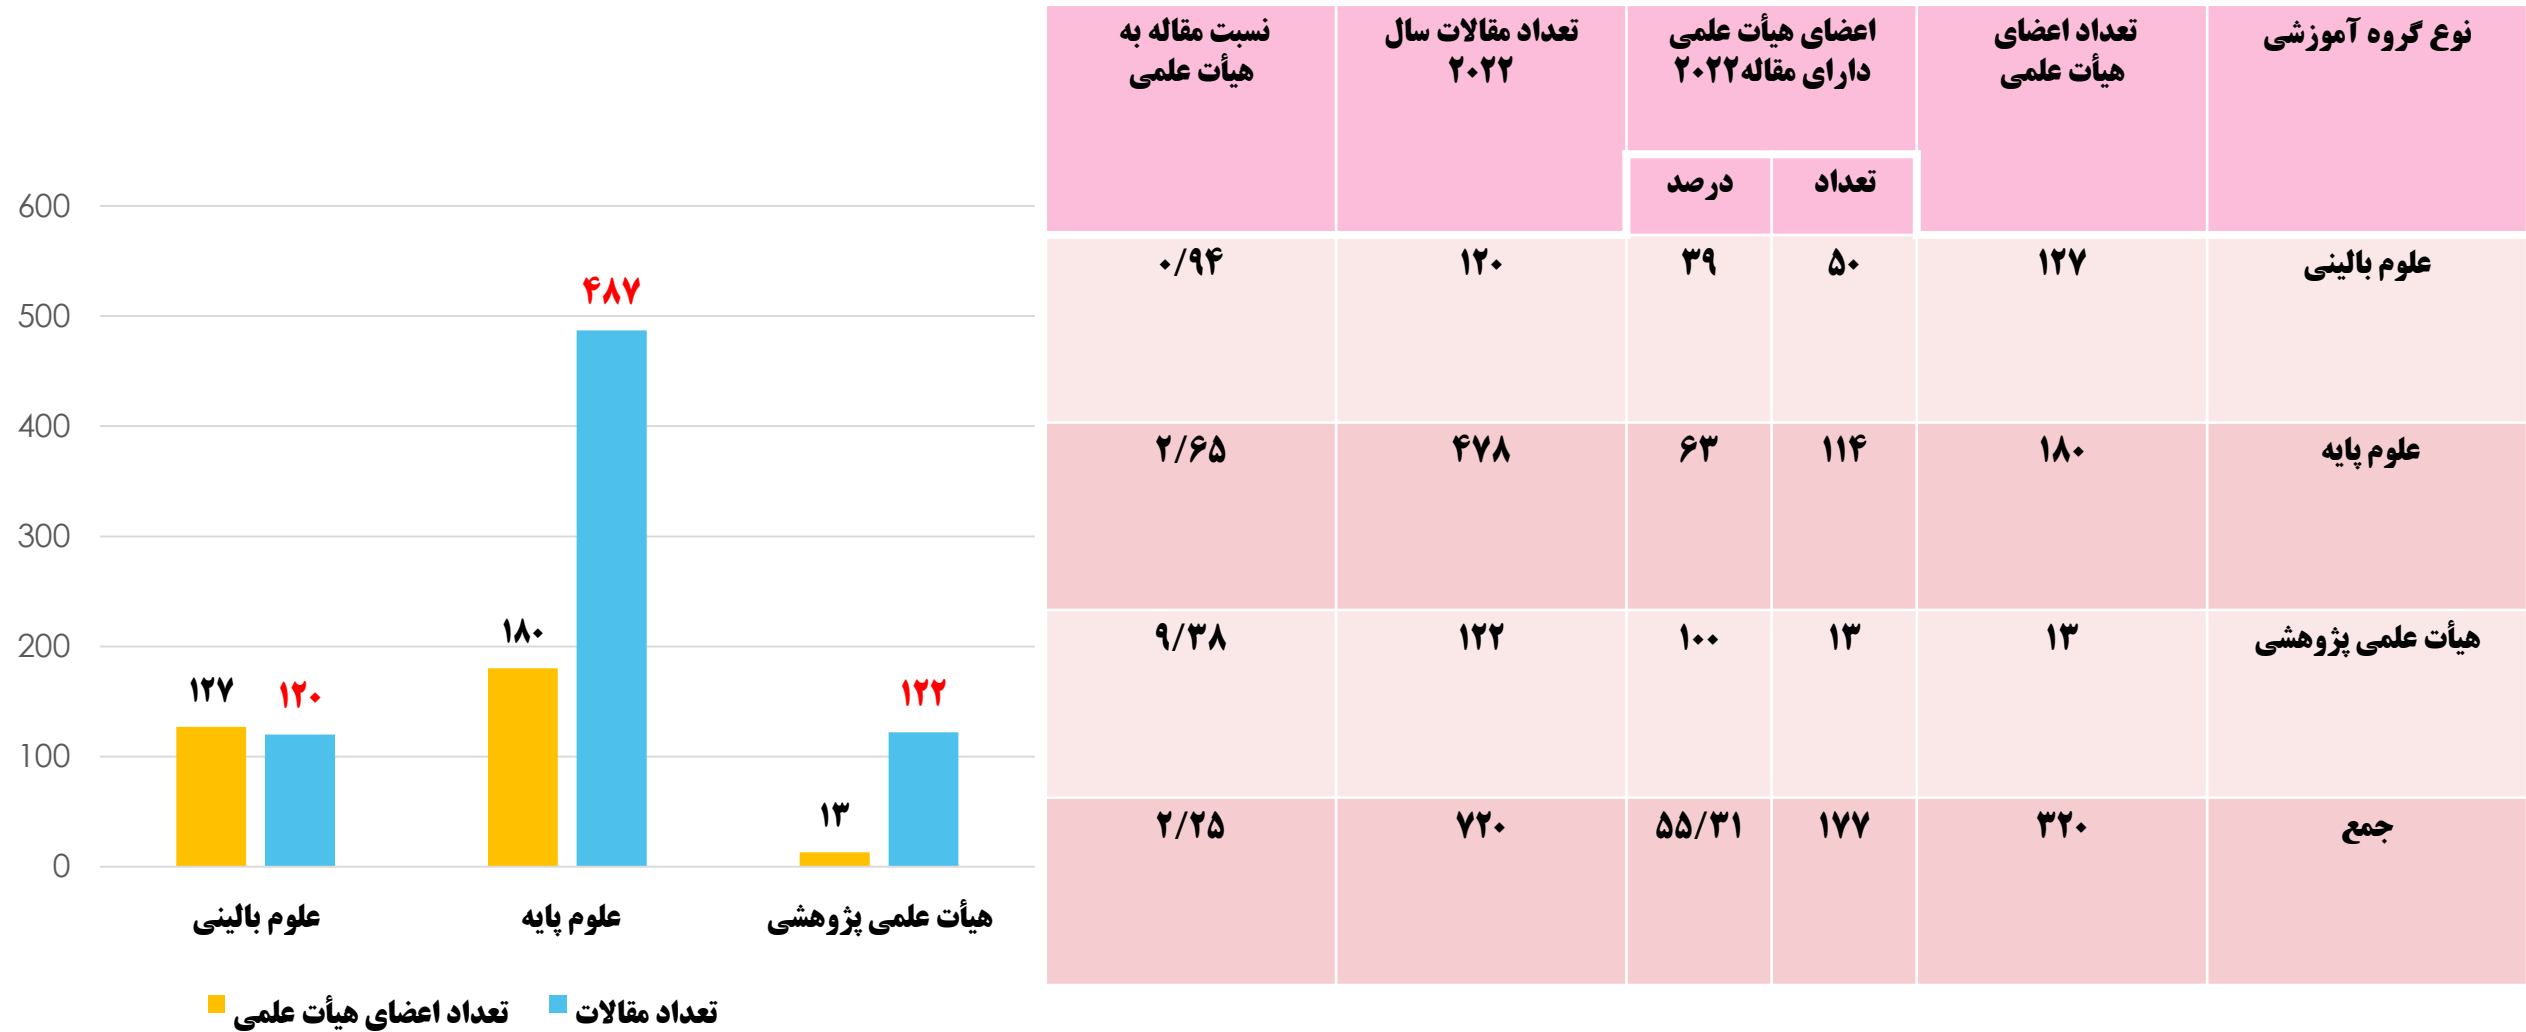 نوع گروه آموزشی
تعداد اعضای
هیأت علمی
اعضای هیأت علمی
دارای مقاله۲۰۲۲
تعداد مقالات سال
۲۰۲۲
نسبت مقاله به
هیأت علمی
تعداد
درصد
علوم بالینی
۱۲۷
۵۰
۳۹
۱۲۰
۰/۹۴
علوم پایه
۱۸۰
۱۱۴
۶۳
۴۷۸
۲/۶۵
هیأت علمی پژوهشی
۱۳
۱۳
۱۰۰
۱۲۲
۹/۳۸
جمع
۳۲۰
۱۷۷
۵۵/۳۱
۷۲۰
۲/۲۵
600
500
400
300
200
100
0
۱۲۷
۱۲۰
۱۸۰
۴۸۷
۱۳
۱۲۲
علوم بالینی
علوم پایه
هیأت علمی پژوهشی
تعداد اعضای هیأت علمی
تعداد مقالات